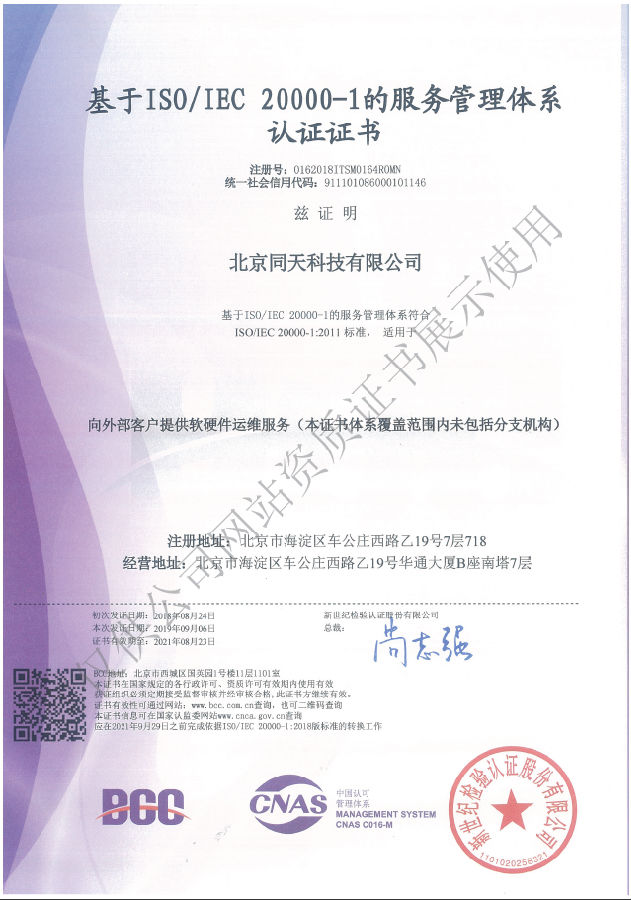 基于ISO/IEC 20000-1的服务管理体系
认证证书
注册号：0162018ITSM0164R0MN
统一社会信用代码：911101086000101146
兹 证 明
北京同天科技有限公司
基于ISO/IEC 20000-1的服务管理体系符合
ISO/IEC 20000-1:2011 标准， 适用于
向外部客户提供软硬件运维服务（本证书体系覆盖范围内未包括分支机构）
注册地址：北京市海淀区车公庄西路乙19号7层718
经营地址：北京市海淀区车公庄西路乙19号华通大厦B座南塔7层
初次发证日期：2018年08月24日
本次发证日期：2019年09月06日
证书有效期至：2021年08月23日
新世纪检验认证股份有限公司
总裁：
尚志强
BCC地址：北京市西城区国英园1号楼11层1101室
本证书在国家规定的各行政许可、资质许可有效期内使用有效
获证组织必须定期接受监督审核并经审核合格，此证书方继续有效。
证书有效性可通过网站：www.bcc.com.cn查询，也可二维码查询
本证书信息可在国家认监委网站www.cnca.gov.cn查询
应在2021年9月29日之前完成依据ISO/IEC 20000-1:2018版标准的转换工作
BCC
CNAS
中国认可
管理体系
MANAGEMENT SYSTEM
CNAS C016-M
新世纪检验认证股份有限公司
1101020256321
仅供公司网站资质证书展示使用